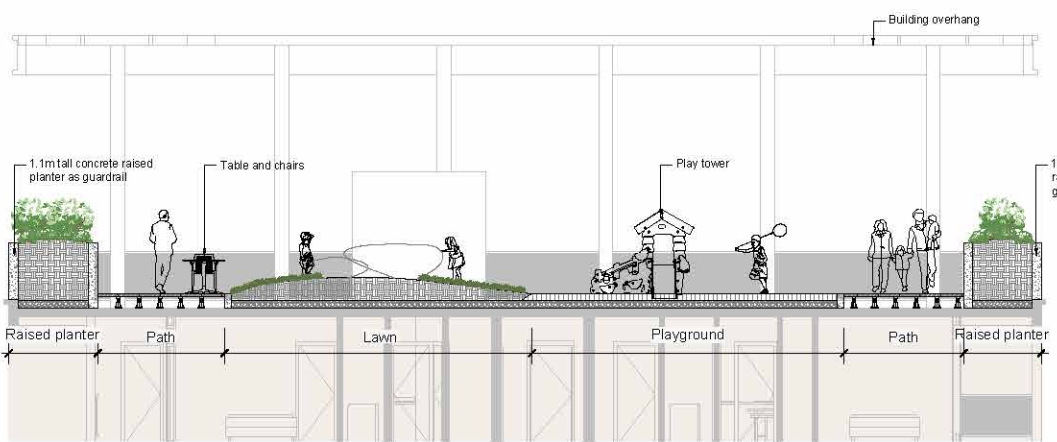 Building overhang
1.1m tall concrete raised
planter as guardrail
Table and chairs
Play tower
1
r
g
Raised planter
Path
Lawn
Playground
Path
Raised planter